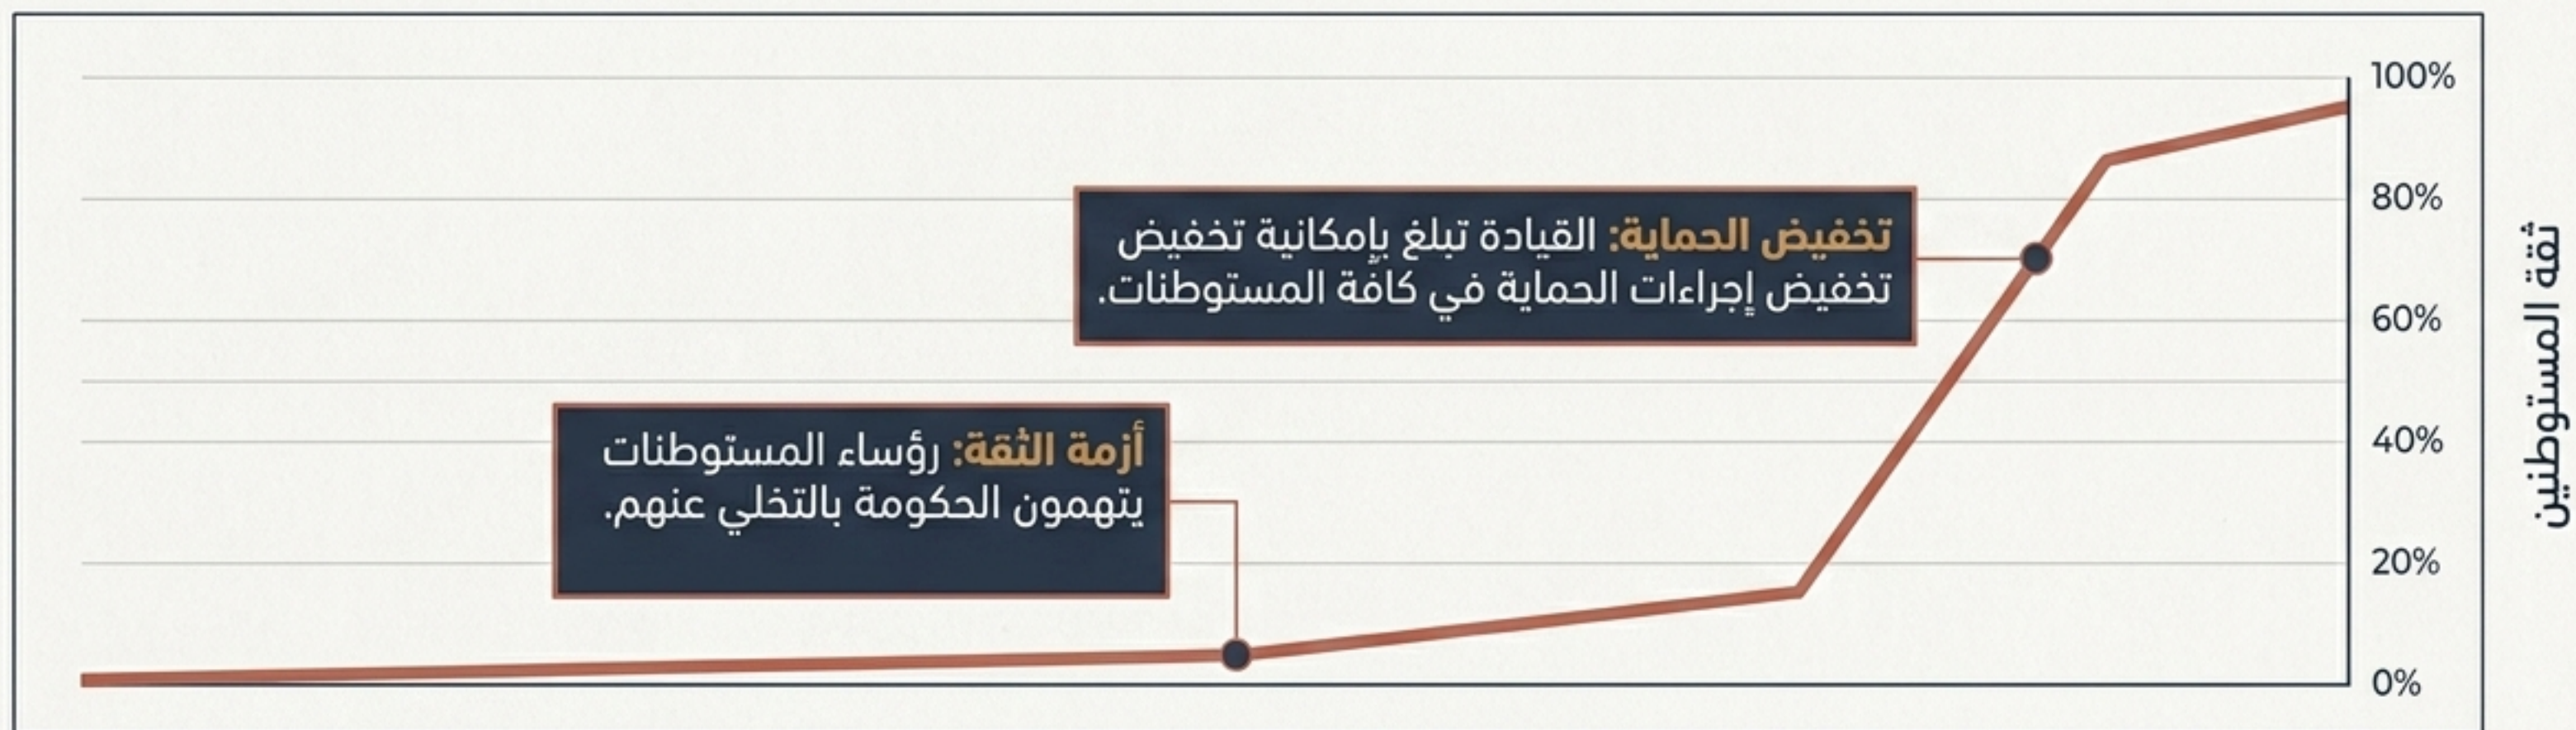 100%
80%
60%
40%
20%
0%
ثقة المستوطنين
تخفيض الحماية: القيادة تبلغ بإمكانية تخفيض
تخفيض إجراءات الحماية في كافة المستوطنات.
أزمة الثقة: رؤساء المستوطنات
يتهمون الحكومة بالتخلي عنهم.